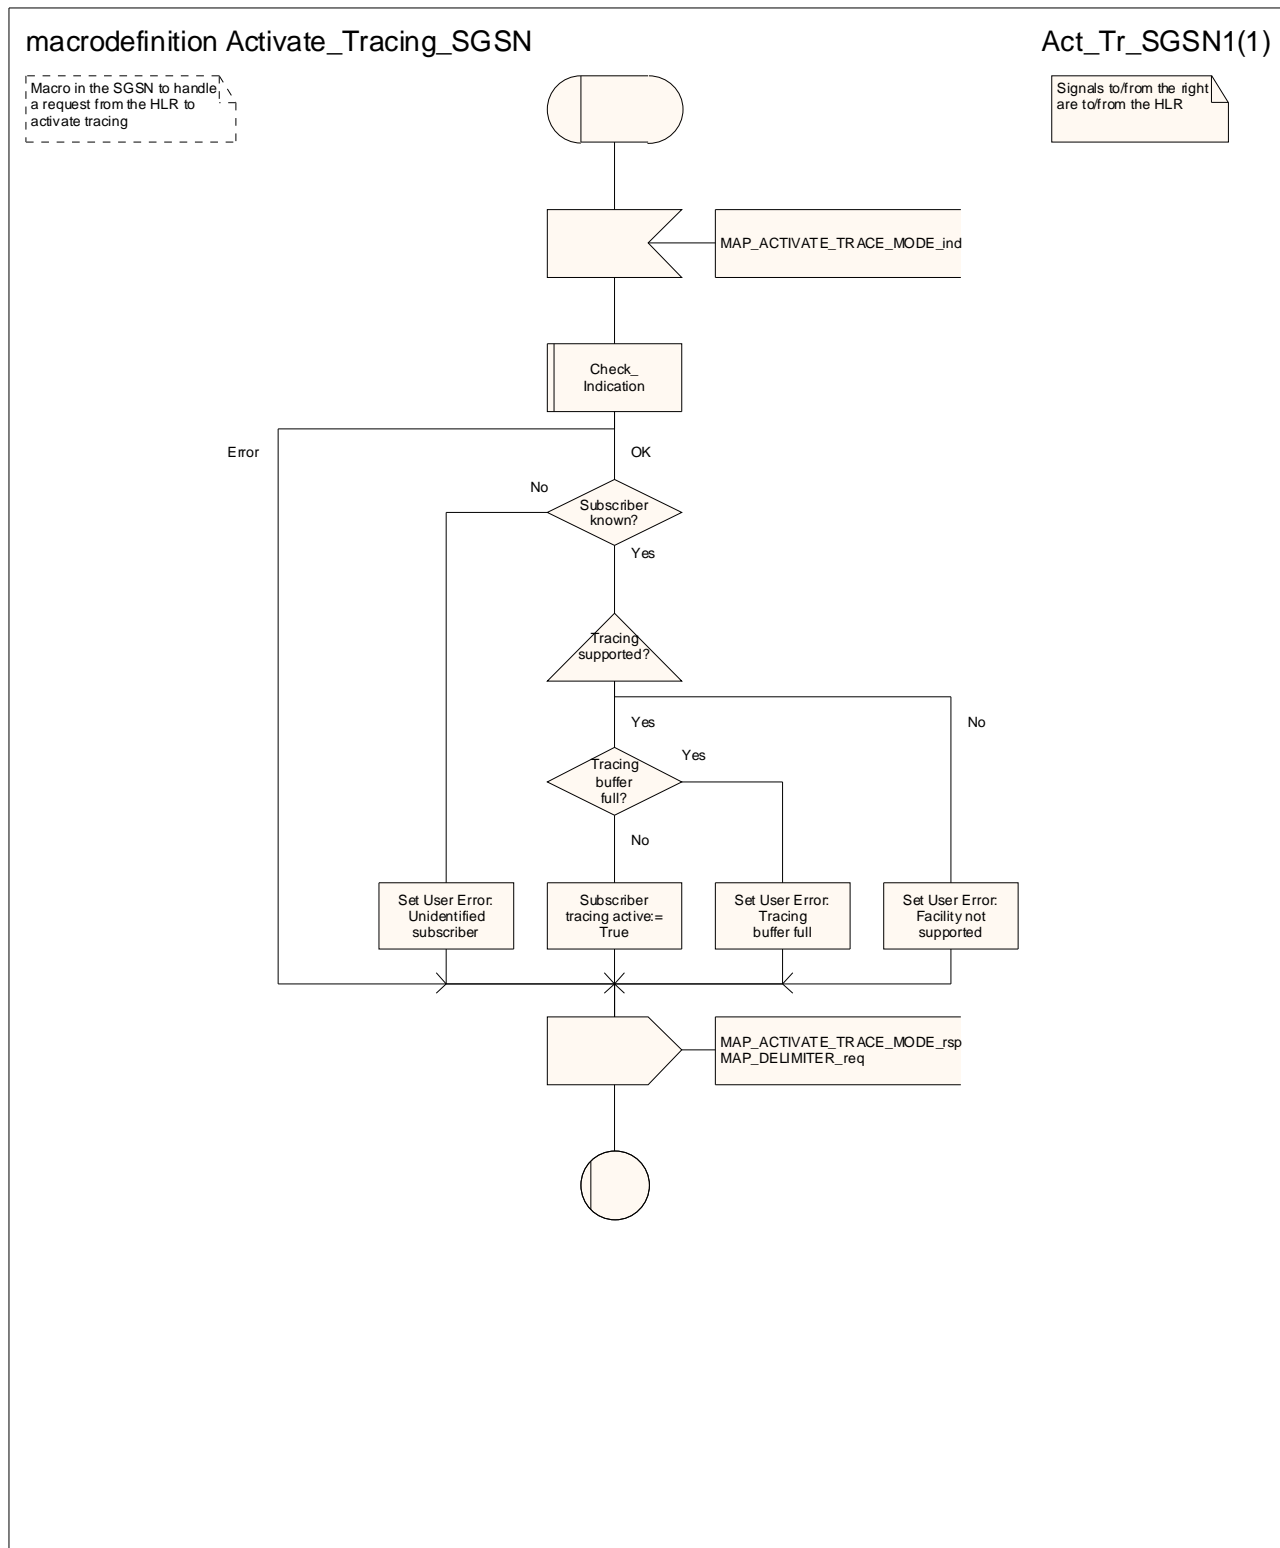 macrodefinition Activate_Tracing_SGSN
Act_Tr_SGSN1(1)
Macro in the SGSN to handle
a request from the HLR to
activate tracing
Signals to/from the right
are to/from the HLR
MAP_ACTIVATE_TRACE_MODE_ind
Check_
Indication
Error
OK
No
Subscriber
known?
Yes
Tracing
supported?
Yes
No
Yes
Tracing
buffer
full?
No
Set User Error:
Unidentified
subscriber
Subscriber
tracing active:=
True
Set User Error:
Tracing
buffer full
Set User Error:
Facility not
supported
MAP_ACTIVATE_TRACE_MODE_rsp
MAP_DELIMITER_req